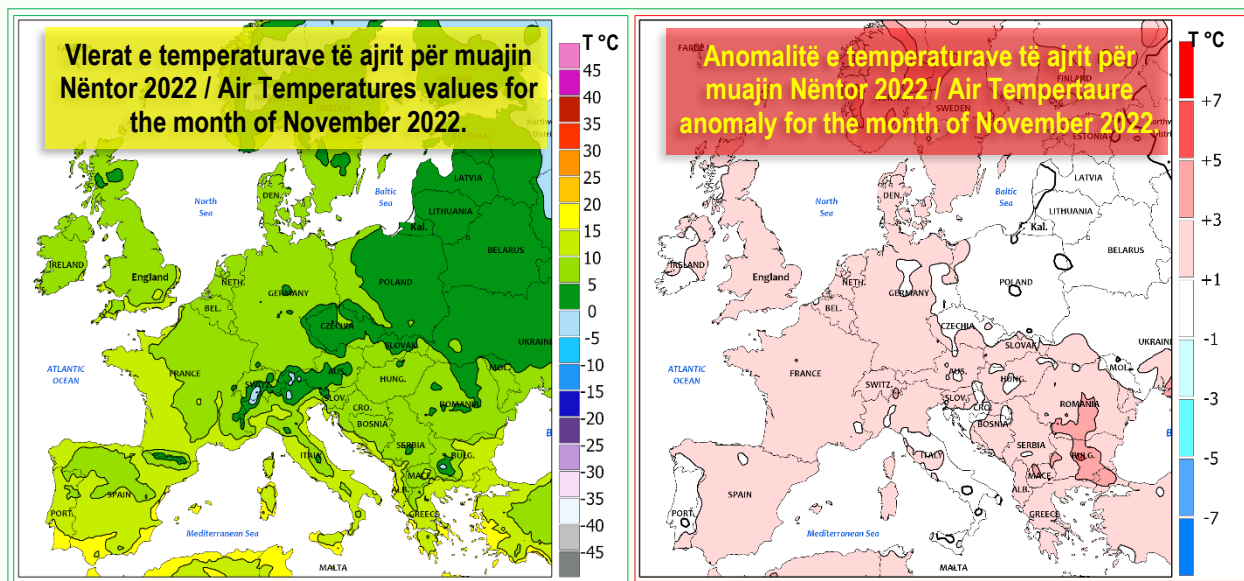 Vlerat e temperaturave të ajrit për muajin
Nëntor 2022 / Air Temperatures values for
the month of November 2022.
T °C
45
40
35
30
25
20
15
10
5
0
-5
-10
-15
-20
-25
-30
-35
-40
-45
SWEDEN
LATVIA
LITHUANIA
Kal.
BELARUS
Baltic
Sea
North
Sea
DEN.
IRELAND
England
NETH.
BEL.
GERMANY
POLAND
CZECHIA
SLOVAK
UKRAINE
MOL.
ATLANTIC
OCEAN
FRANCE
SWITZ.
AUS.
HUNG.
SLOV.
CRO.
BOSNIA
ROMANIA
SERBIA
BULG.
ITALY
MACE.
ALB.
GREECE
SPAIN
PORT.
Mediterranean Sea
MALTA
Anomalitë e temperaturave të ajrit për
muajin Nëntor 2022 / Air Tempertaure
anomaly for the month of November 2022.
T °C
+7
+5
+3
+1
-1
-3
-5
-7
FAROE
FINLAND
SWEDEN
ESTONIA
LATVIA
LITHUANIA
Kal.
BELARUS
Baltic
Sea
North
Sea
DEN.
IRELAND
England
NETH.
BEL.
GERMANY
POLAND
CZECHIA
SLOVAK
UKRAINE
MOL.
ATLANTIC
OCEAN
FRANCE
SWITZ.
AUS.
HUNG.
SLOV.
CRO.
BOSNIA
ROMANIA
SERBIA
BULG.
ITALY
MACE.
ALB.
GREECE
SPAIN
PORT.
Mediterranean Sea
MALTA